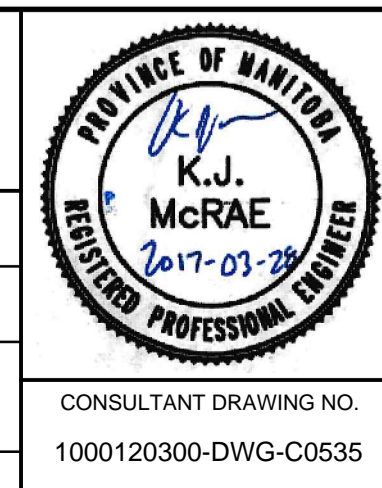 PROVINCE OF MANITOBA
K.J.
McRAE
2017-03-28
REGISTERED PROFESSIONAL ENGINEER
CONSULTANT DRAWING NO.
1000120300-DWG-C0535